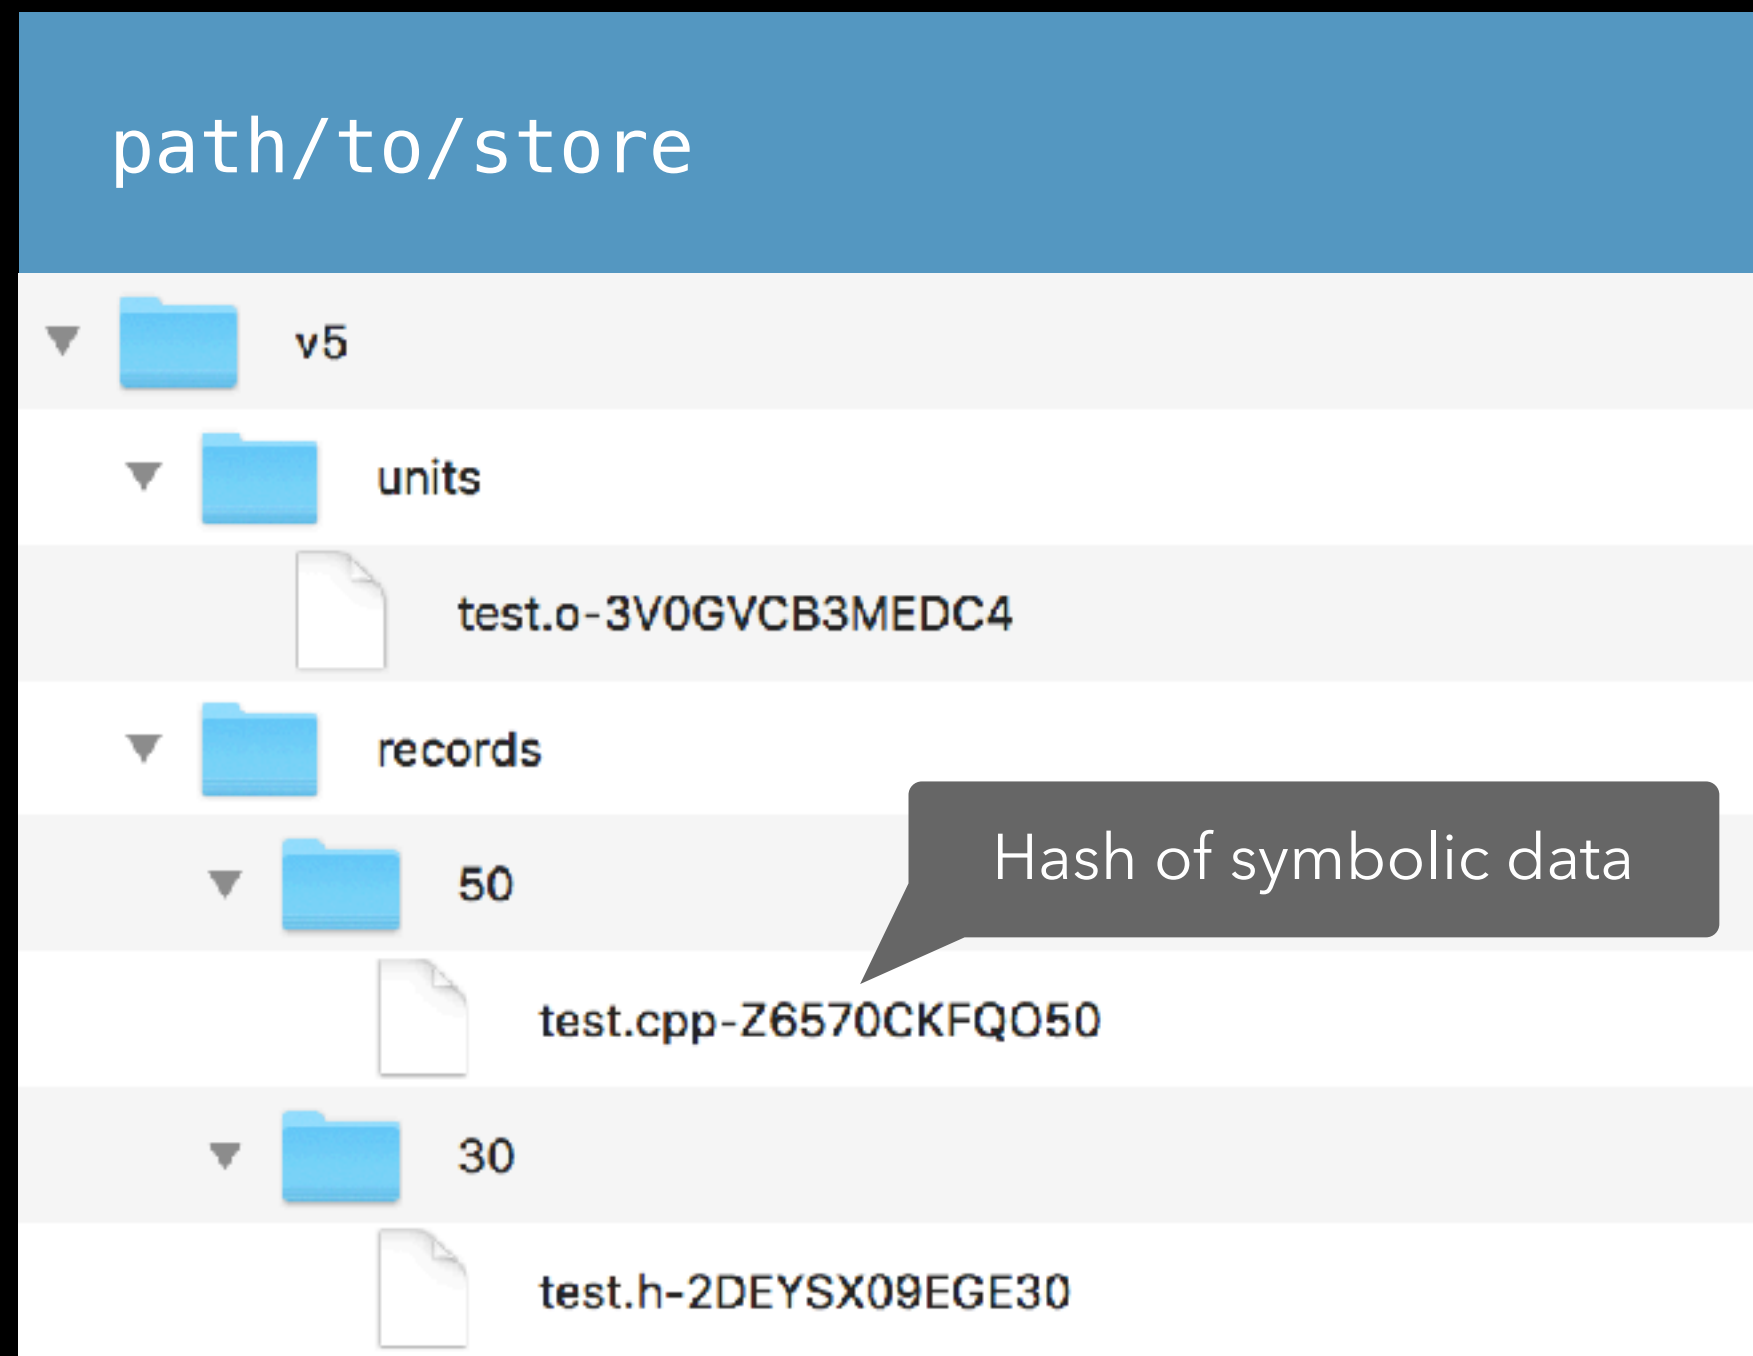 path/to/store
v5
units
test.o-3V0GVCB3MEDC4
records
Hash of symbolic data
50
test.cpp-Z6570CKFQO50
30
test.h-2DEYSX09EGE30